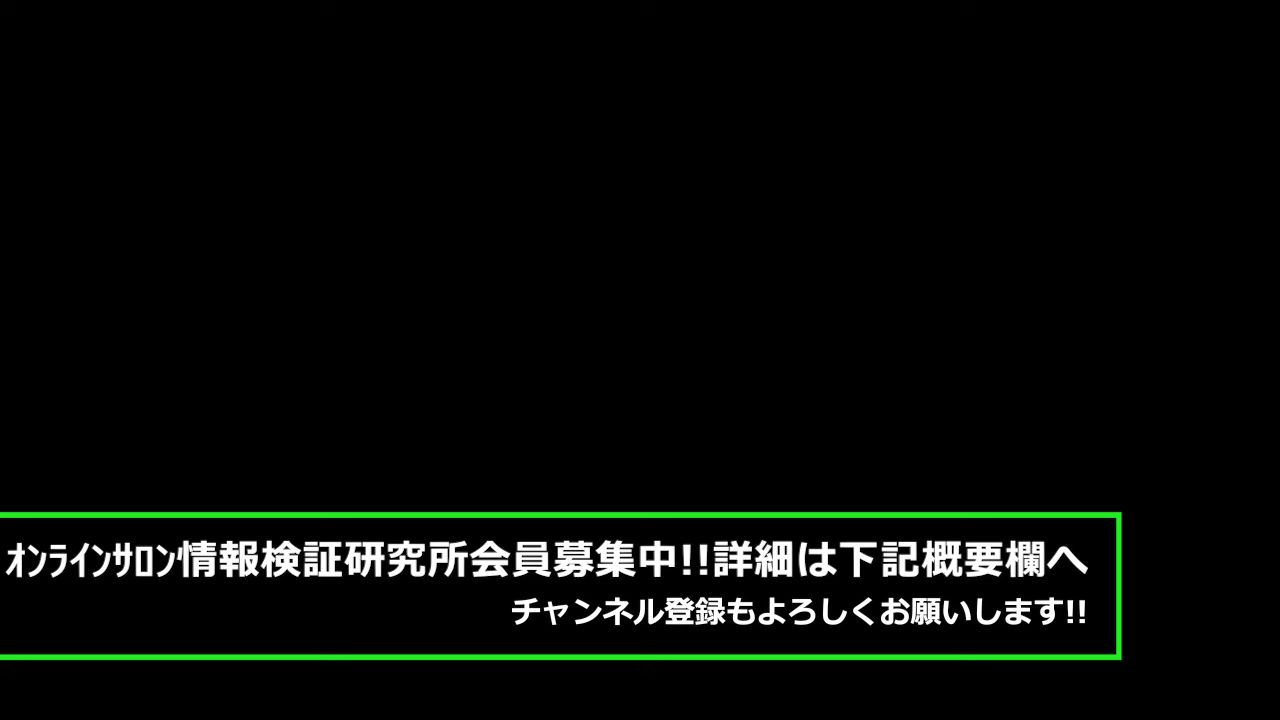 ｵﾝﾗｲﾝｻﾛﾝ情報検証研究所会員募集中!!詳細は下記概要欄へ
チャンネル登録もよろしくお願いします!!